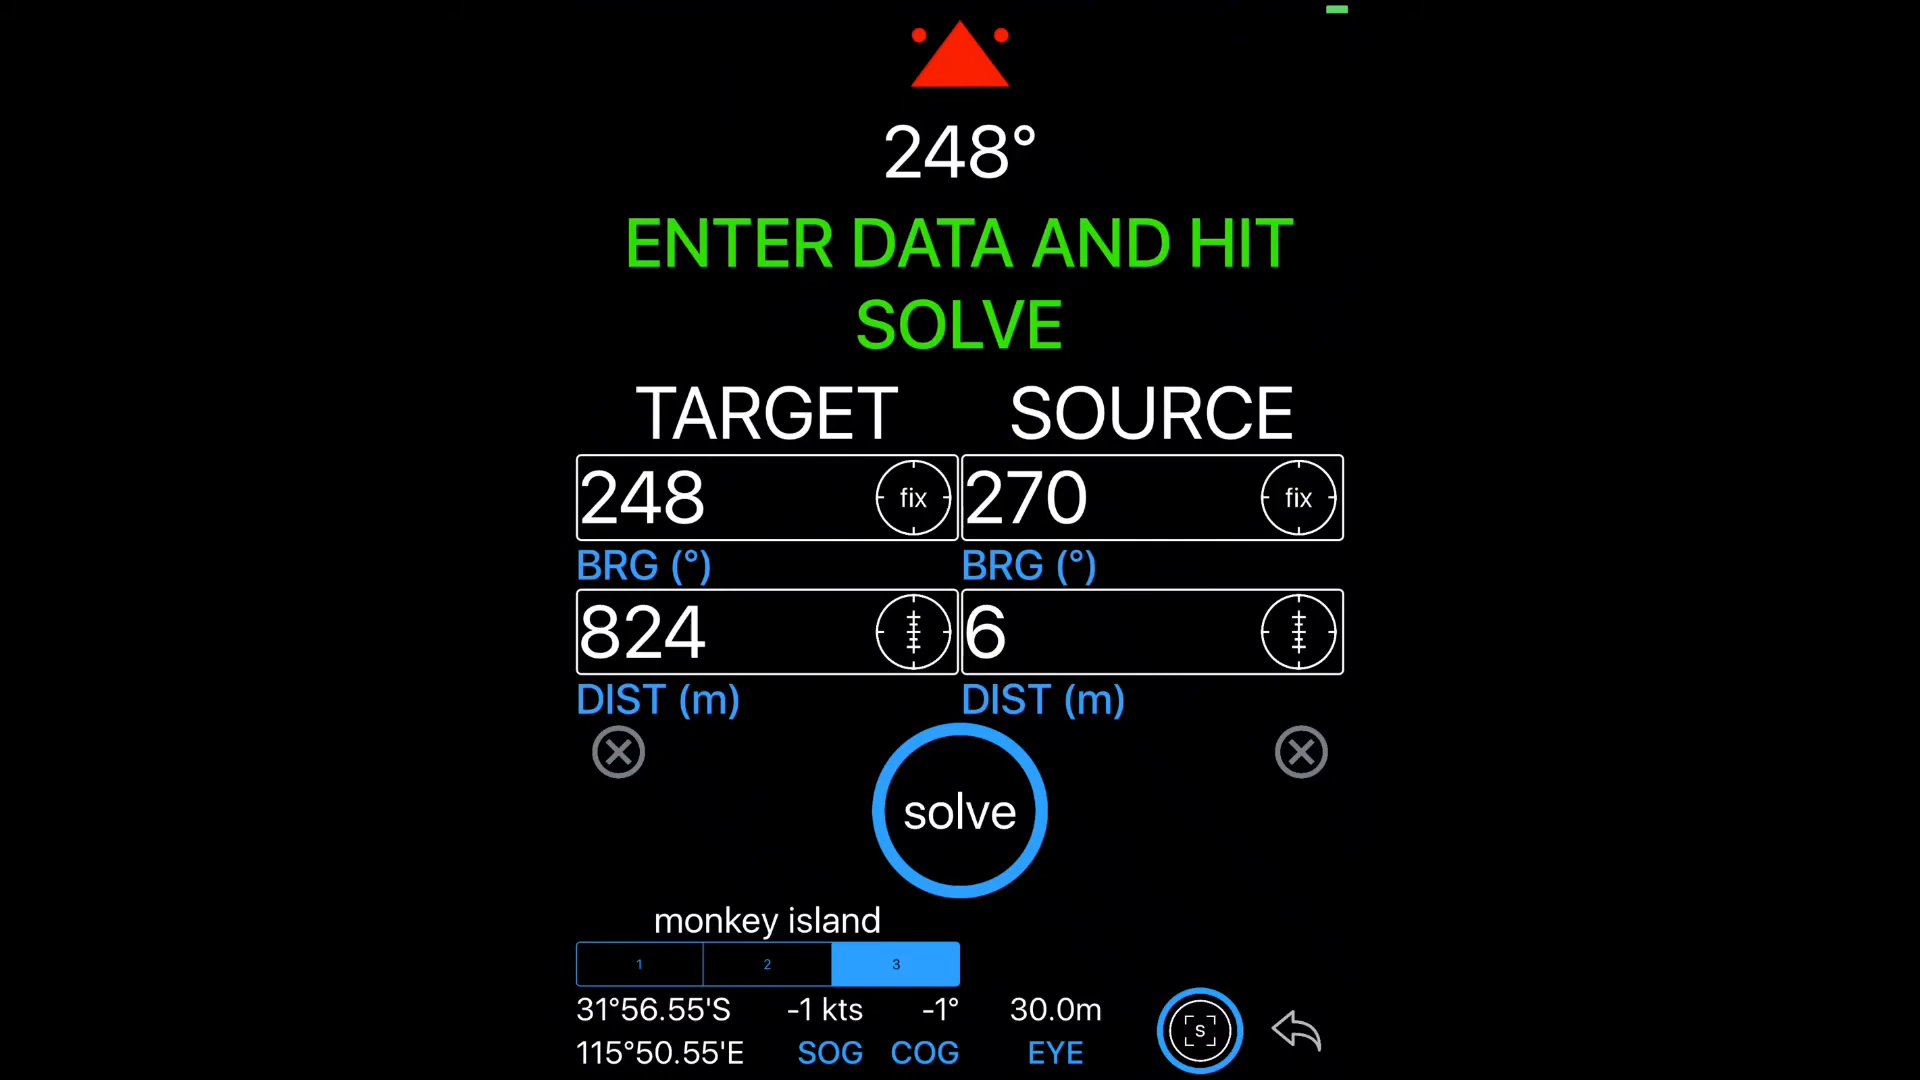 248°
ENTER DATA AND HIT
SOLVE
TARGET SOURCE
248 fix 270 fix
BRG (°) BRG (°)
824 6
DIST (m) DIST (m)
solve
monkey island
1 2 3
31°56.55'S -1 kts -1° 30.0m
115°50.55'E SOG COG EYE
S